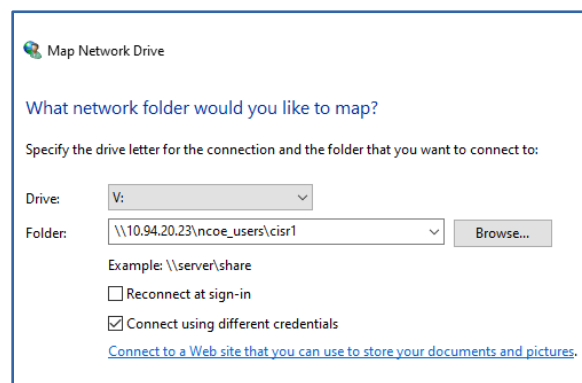 Map Network Drive
What network folder would you like to map?
Specify the drive letter for the connection and the folder that you want to connect to:
Drive: V:
Folder: \\10.94.20.23\ncoe_users\cisr1 Browse...
Example: \\server\share
Reconnect at sign-in
Connect using different credentials
Connect to a Web site that you can use to store your documents and pictures.